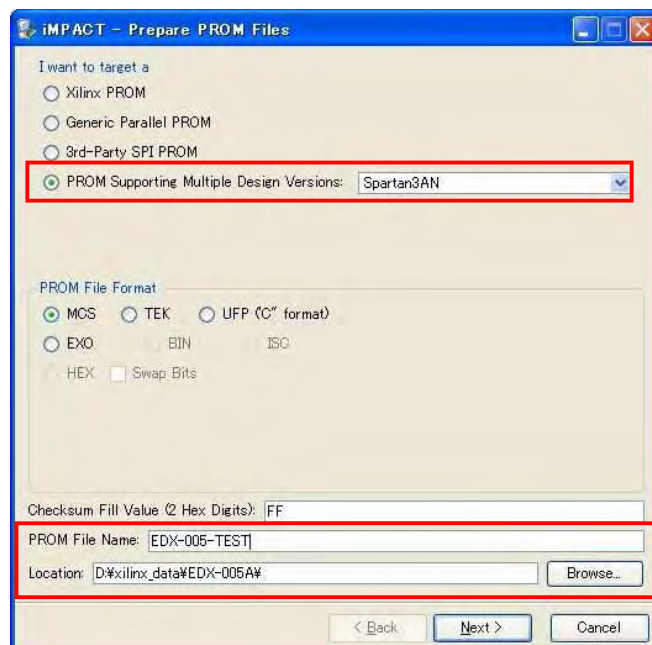 iMPACT - Prepare PROM Files
I want to target a
Xilinx PROM
Generic Parallel PROM
3rd-Party SPI PROM
PROM Supporting Multiple Design Versions: Spartan3AN
PROM File Format
MCS TEK UFP ("C" format)
EXO BIN ISC
HEX Swap Bits
Checksum Fill Value (2 Hex Digits): FF
PROM File Name: EDX-005-TEST
Location: D:¥xilinx_data¥EDX-005A¥ Browse...
< Back Next > Cancel